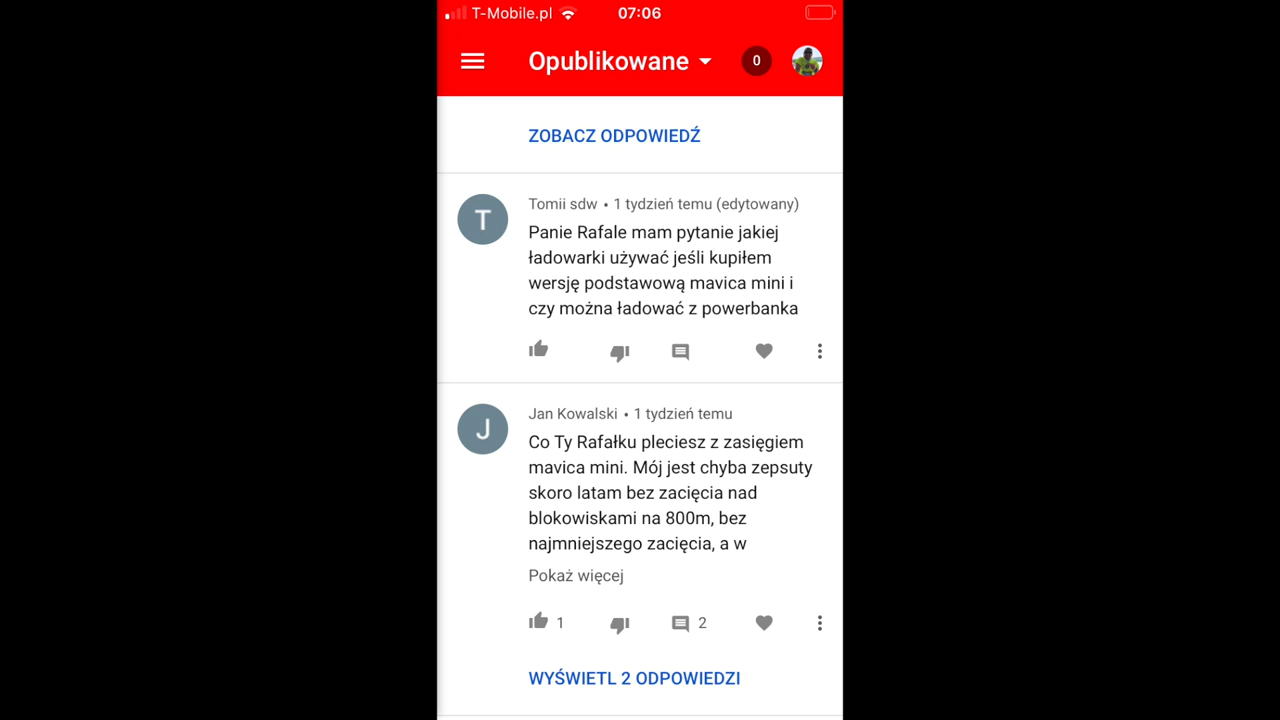 T-Mobile.pl 07:06
Opublikowane 0
ZOBACZ ODPOWIEDŹ
T
Tomii sdw • 1 tydzień temu (edytowany)
Panie Rafale mam pytanie jakiej
ładowarki używać jeśli kupiłem
wersję podstawową mavica mini i
czy można ładować z powerbanka
J
Jan Kowalski • 1 tydzień temu
Co Ty Rafałku pleciesz z zasięgiem
mavica mini. Mój jest chyba zepsuty
skoro latam bez zacięcia nad
blokowiskami na 800m, bez
najmniejszego zacięcia, a w
Pokaż więcej
1 2
WYŚWIETL 2 ODPOWIEDZI